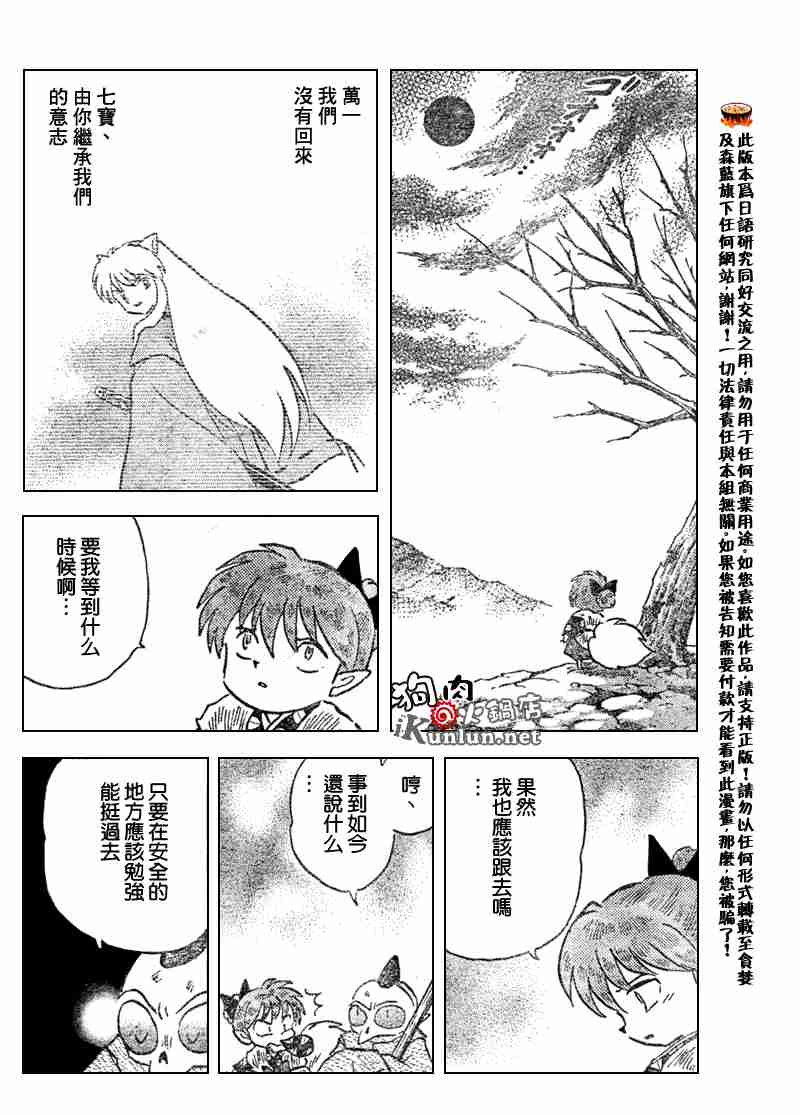 此版本爲日語研究同好交流之用,請勿用于任何商業用途。如您喜歡此作品,請支持正版!請勿以任何形式轉載至貪婪
及森藍旗下任何網站,謝謝!一切法律責任與本組無關。如果您被告知需要付款才能看到此漫畫,那麼,您被騙了!
萬一
我們
沒有回來
七寶、
由你繼承我們
的意志
要我等到什么
時候啊…
狗肉
火鍋店
iKunlun.net
果然
我也應該跟去嗎
…
哼、
事到如今
還說什么
…
只要在安全的
地方應該勉強
能挺過去